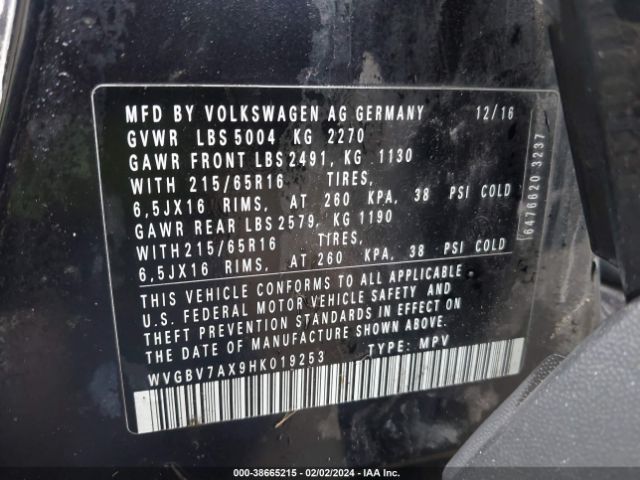 MFD BY VOLKSWAGEN AG GERMANY 12/16
GVWR LBS 5004 KG 2270
GAWR FRONT LBS 2491, KG 1130
WITH 215/65R16 TIRES,
6,5JX16 RIMS, AT 260 KPA, 38 PSI COLD
GAWR REAR LBS 2579, KG 1190
WITH 215/65R16 TIRES,
6,5JX16 RIMS, AT 260 KPA, 38 PSI COLD
THIS VEHICLE CONFORMS TO ALL APPLICABLE
U.S. FEDERAL MOTOR VEHICLE SAFETY AND
THEFT PREVENTION STANDARDS IN EFFECT ON
THE DATE OF MANUFACTURE SHOWN ABOVE.
WVGBV7AX9HK019253 TYPE: MPV
6476620 3237
AXN-38665215 - 02/02/2024 - IAA Inc.